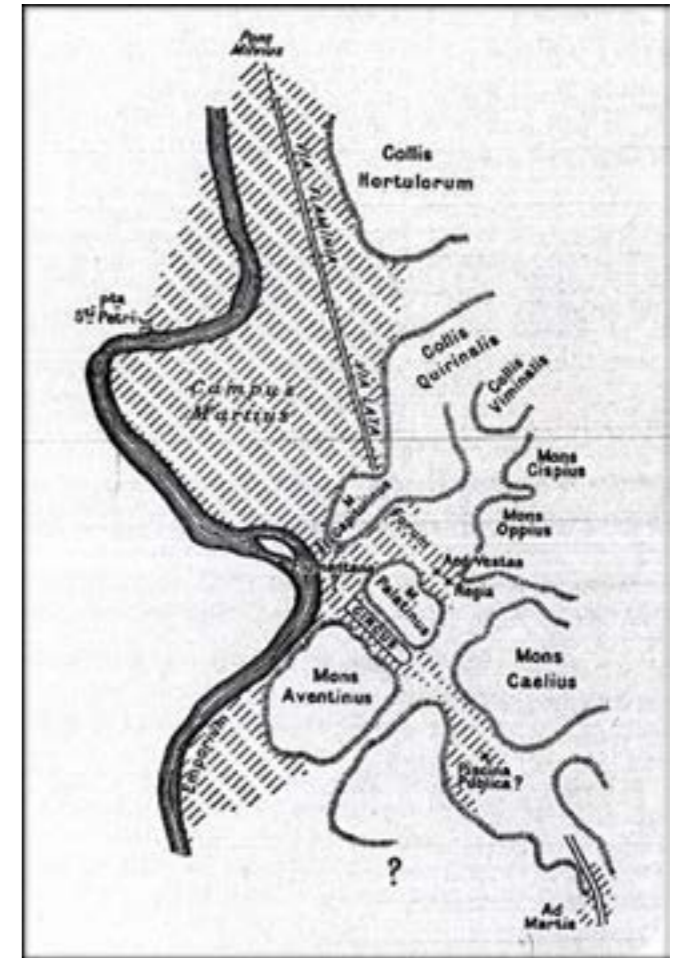 Pons
Milvius
VIA FLAMINIA
Collis
Hortulorum
pta
Sti Petri
Collis
Quirinalis
Collis
Viminalis
Campus
Martius
VIA LATA
Mons
Cispius
M
Capitolinus
Forum
Mons
Oppius
Aed·Vestae
Regia
M
Palatinus
CIRCUS
Mons
Aventinus
Mons
Caelius
Emporium
Piscina
Publica?
?
Ad
Martis